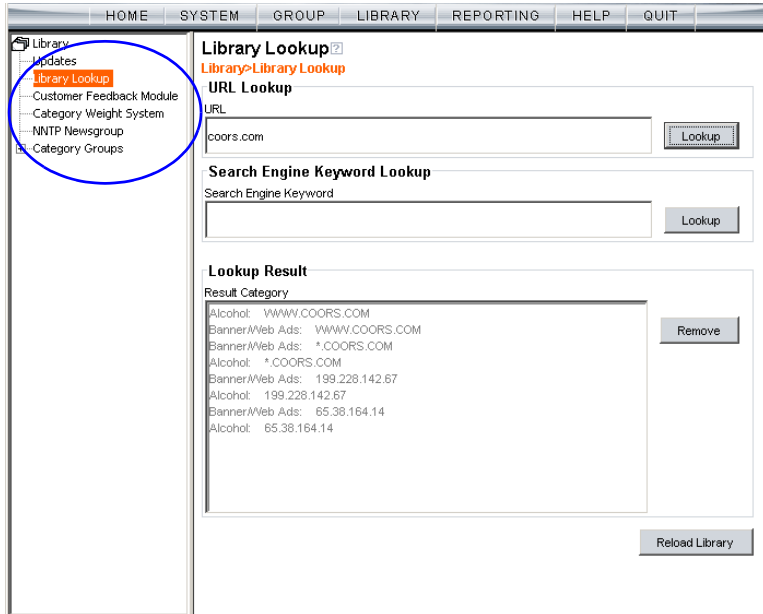 HOME SYSTEM GROUP LIBRARY REPORTING HELP QUIT
Library
Updates
Library Lookup
Customer Feedback Module
Category Weight System
NNTP Newsgroup
Category Groups
Library Lookup ?
Library>Library Lookup
URL Lookup
URL
coors.com
Lookup
Search Engine Keyword Lookup
Search Engine Keyword
Lookup
Lookup Result
Result Category
Alcohol: WWW.COORS.COM
Banner/Web Ads: WWW.COORS.COM
Banner/Web Ads: *.COORS.COM
Alcohol: *.COORS.COM
Banner/Web Ads: 199.228.142.67
Alcohol: 199.228.142.67
Banner/Web Ads: 65.38.164.14
Alcohol: 65.38.164.14
Remove
Reload Library